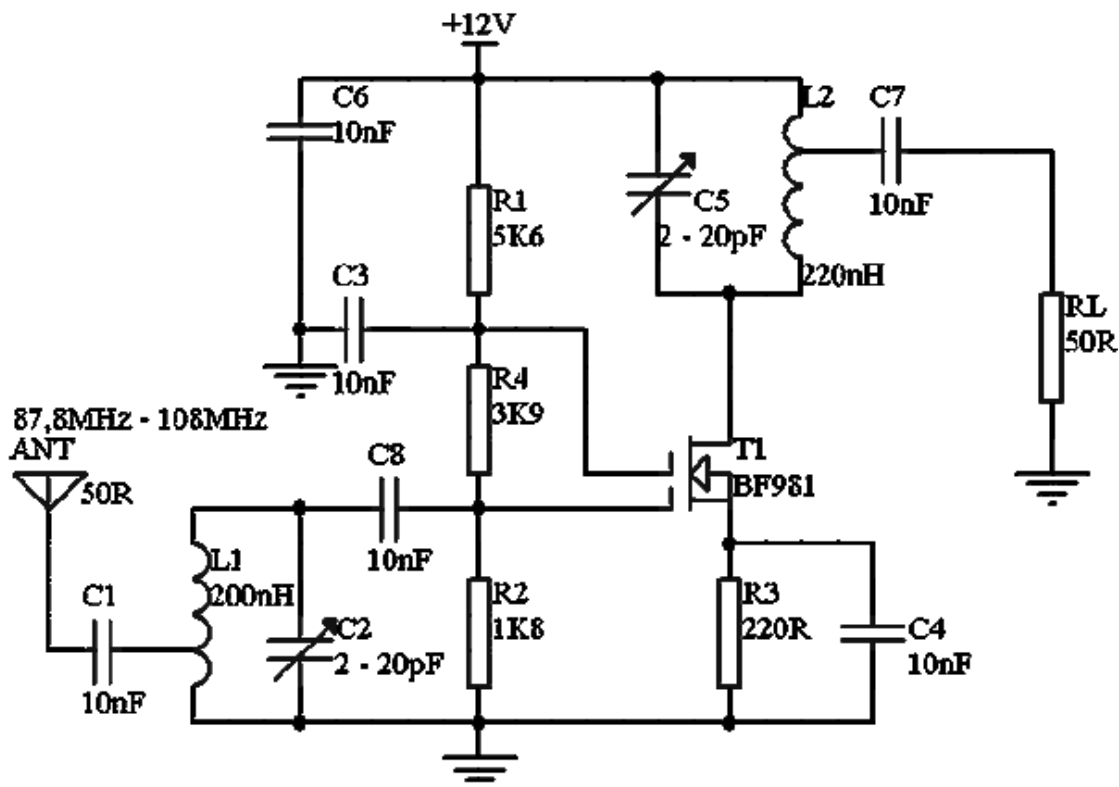 +12V
C6
10nF
L2
C7
10nF
R1
5K6
C5
2 - 20pF
220nH
C3
10nF
RL
50R
R4
3K9
87,8MHz - 108MHz
ANT
50R
C8
10nF
T1
BF981
L1
200nH
C1
10nF
C2
2 - 20pF
R2
1K8
R3
220R
C4
10nF